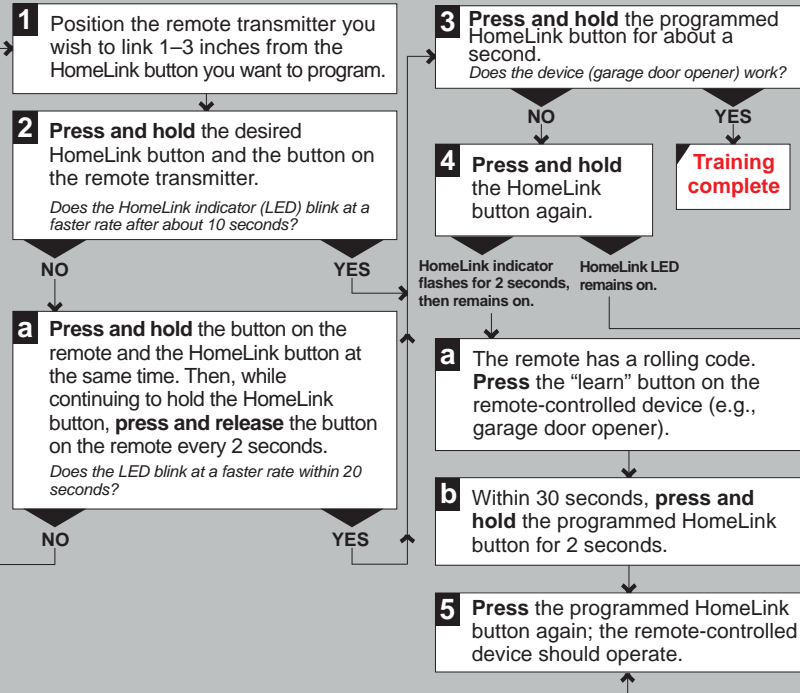 1 Position the remote transmitter you
wish to link 1–3 inches from the
HomeLink button you want to program.
2 Press and hold the desired
HomeLink button and the button on
the remote transmitter.
Does the HomeLink indicator (LED) blink at a
faster rate after about 10 seconds?
NO YES
a Press and hold the button on the
remote and the HomeLink button at
the same time. Then, while
continuing to hold the HomeLink
button, press and release the button
on the remote every 2 seconds.
Does the LED blink at a faster rate within 20
seconds?
NO YES
3 Press and hold the programmed
HomeLink button for about a
second.
Does the device (garage door opener) work?
NO YES
4 Press and hold
the HomeLink
button again.
Training
complete
HomeLink indicator
flashes for 2 seconds,
then remains on.
HomeLink LED
remains on.
a The remote has a rolling code.
Press the “learn” button on the
remote-controlled device (e.g.,
garage door opener).
b Within 30 seconds, press and
hold the programmed HomeLink
button for 2 seconds.
5 Press the programmed HomeLink
button again; the remote-controlled
device should operate.